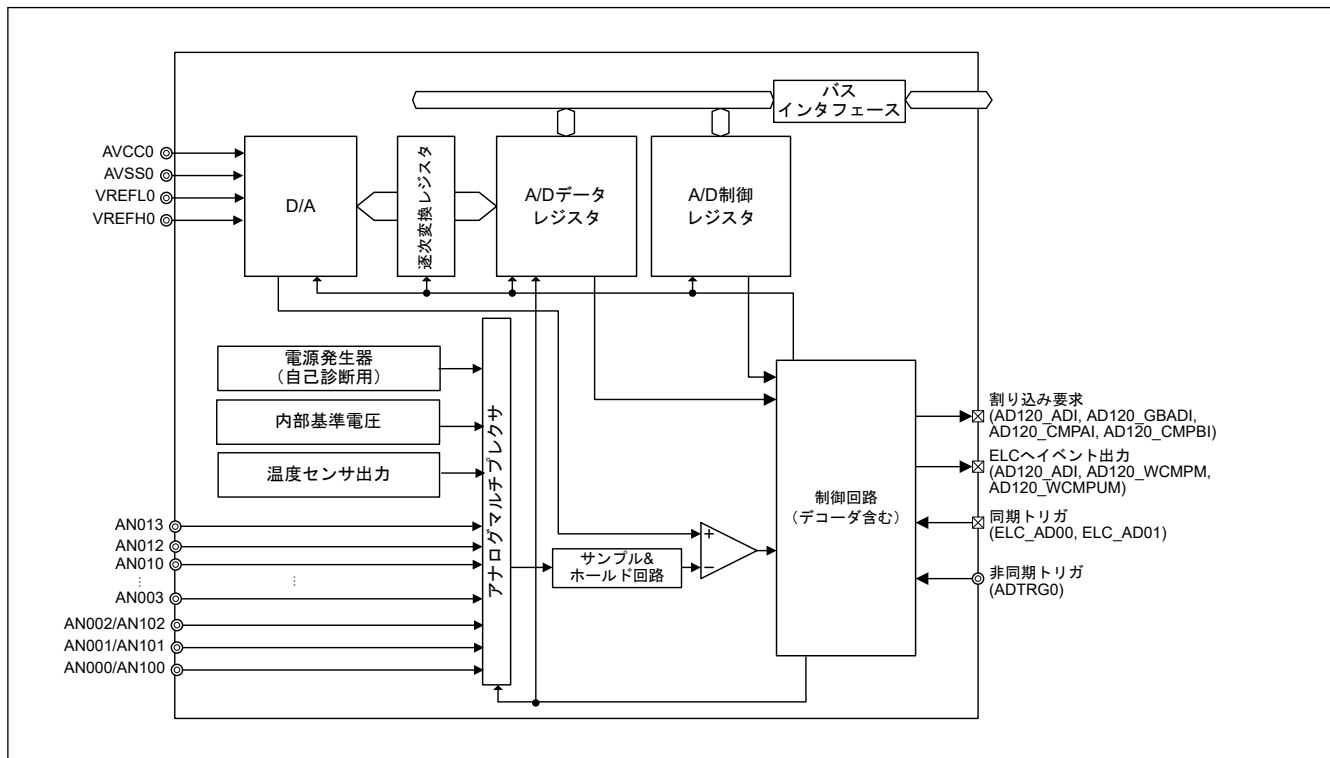 バス
インタフェース
AVCC0
AVSS0
VREFL0
VREFH0
D/A
逐次変換レジスタ
A/Dデータ
レジスタ
A/D制御
レジスタ
電源発生器
（自己診断用）
内部基準電圧
温度センサ出力
アナログマルチプレクサ
AN013
AN012
AN010
AN003
AN002/AN102
AN001/AN101
AN000/AN100
サンプル&
ホールド回路
+
−
制御回路
（デコーダ含む）
割り込み要求
(AD120_ADI, AD120_GBADI,
AD120_CMPAI, AD120_CMPBI)
ELCへイベント出力
(AD120_ADI, AD120_WCMPM,
AD120_WCMPUM)
同期トリガ
(ELC_AD00, ELC_AD01)
非同期トリガ
(ADTRG0)